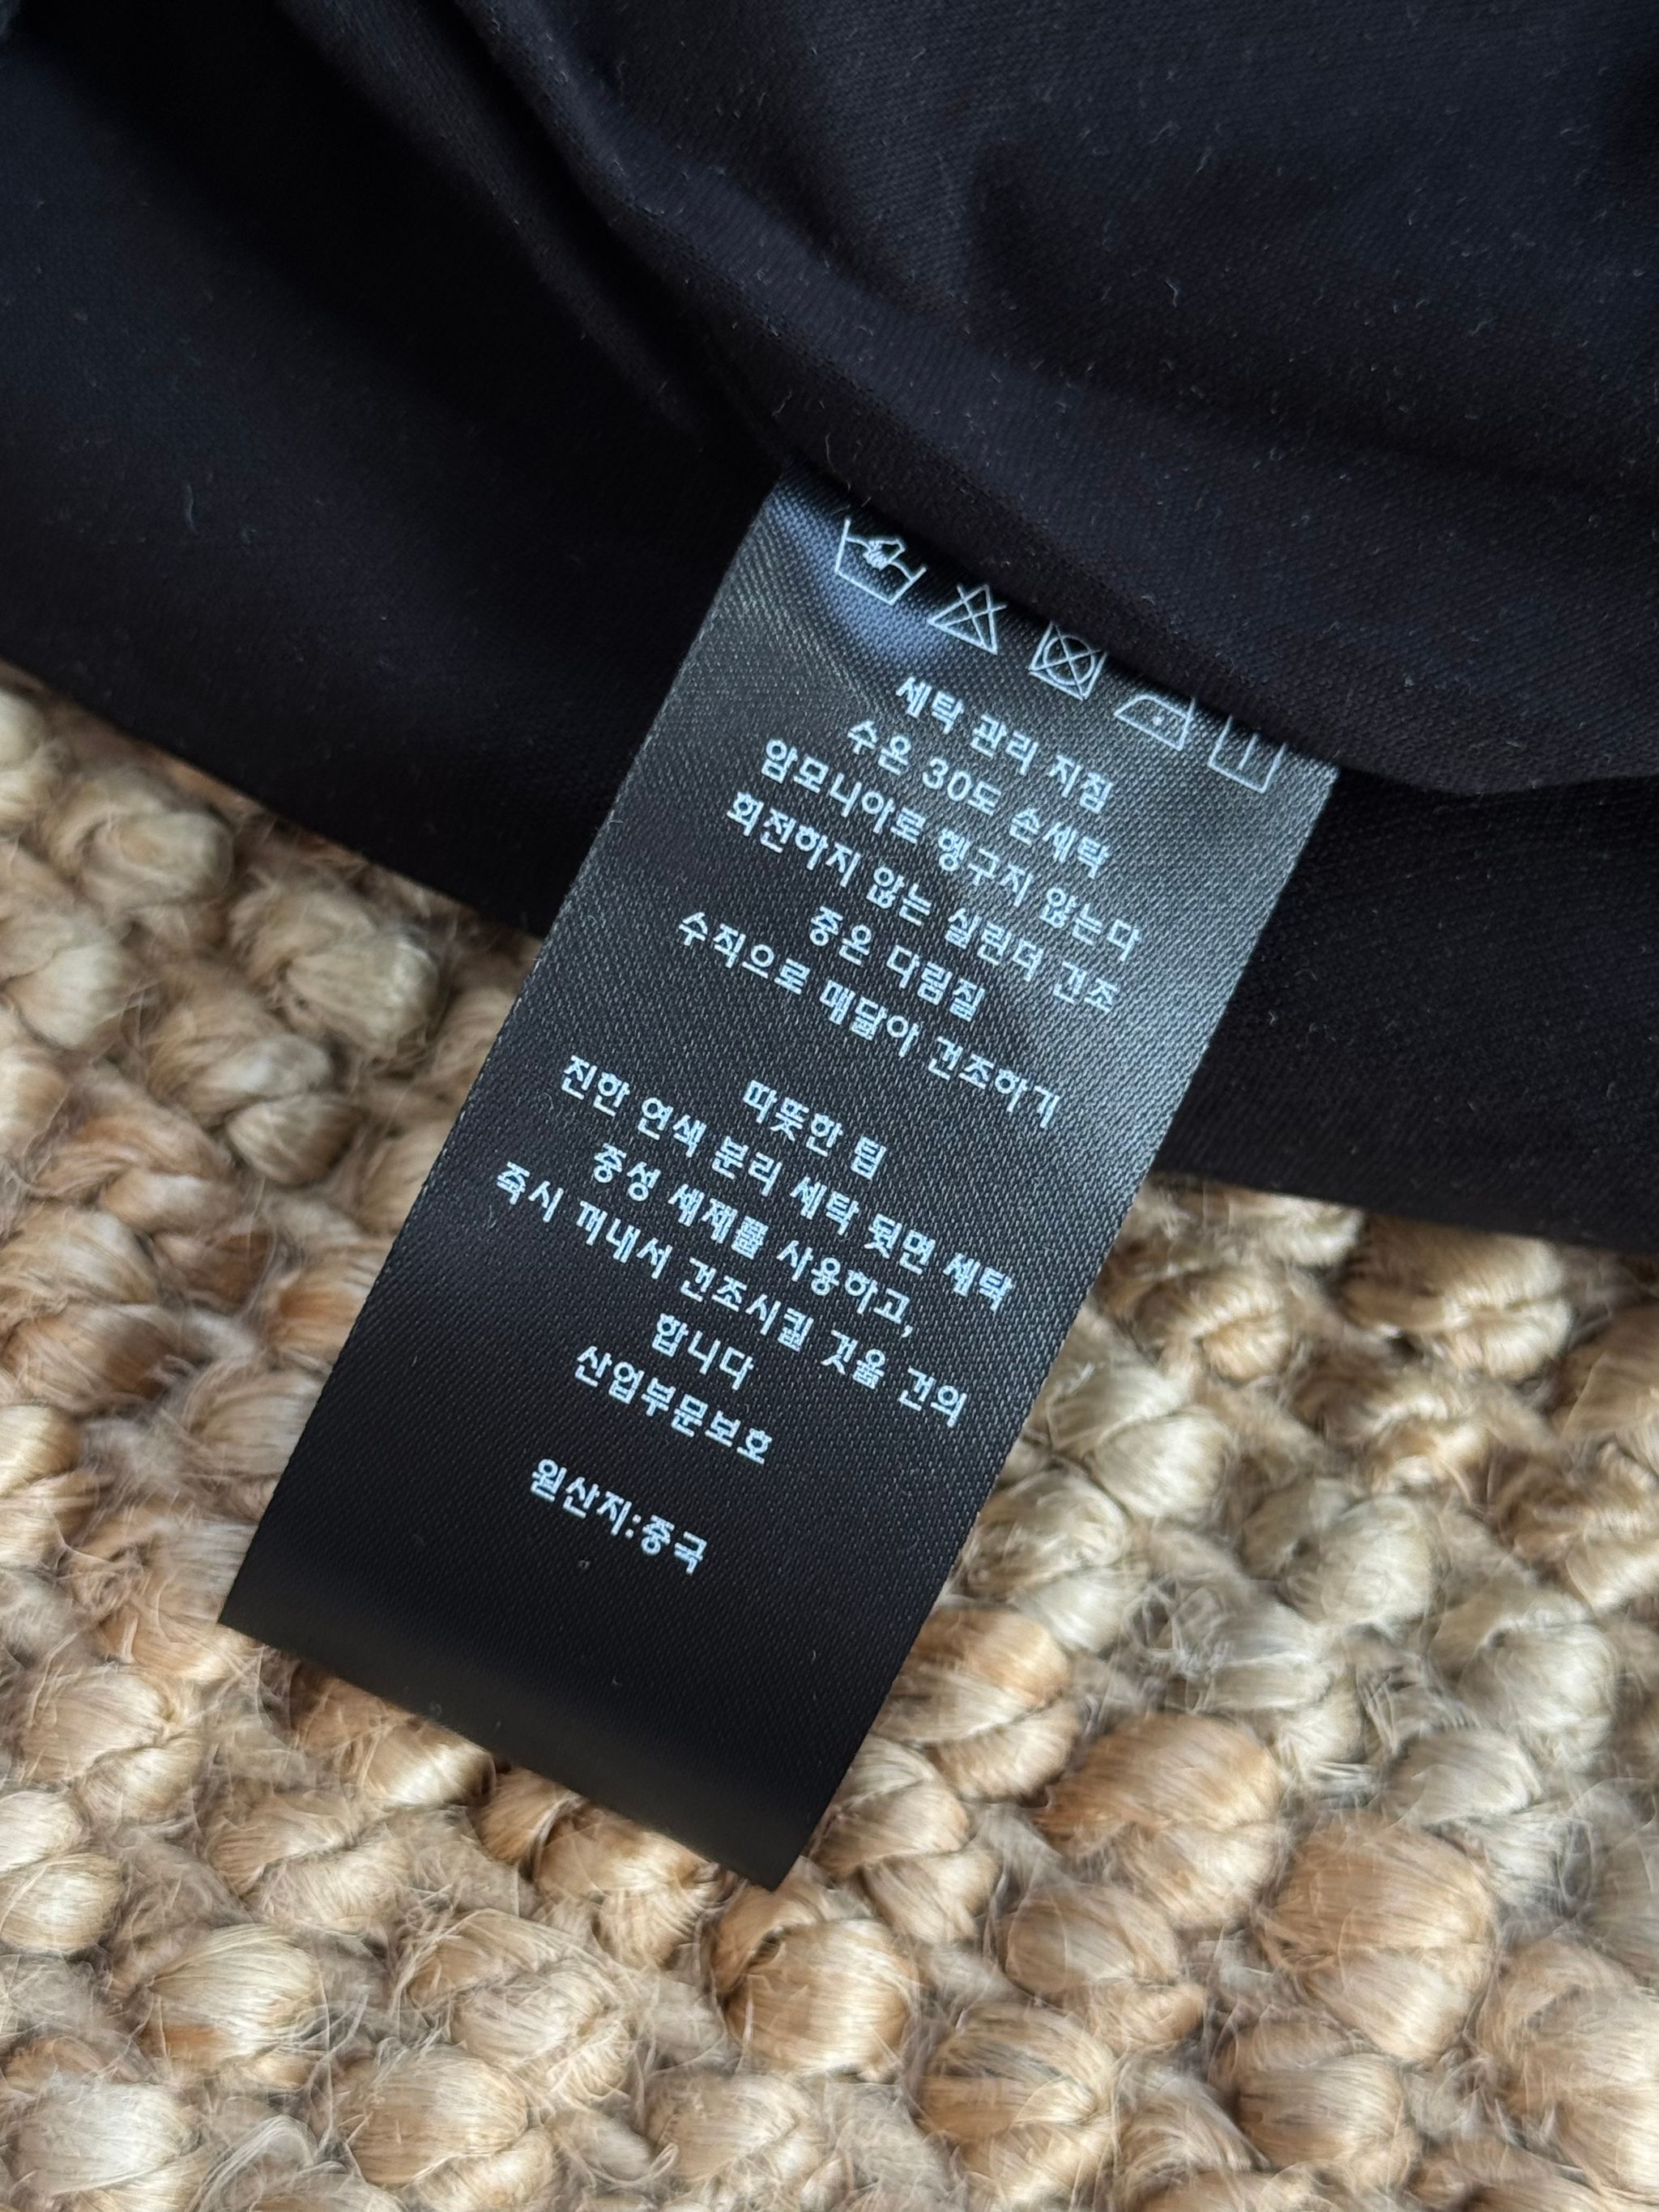 세탁 관리 지침
수온 30도 손세탁
암모니아로 헹구지 않는다
회전하지 않는 실린더 건조
중온 다림질
수직으로 매달아 건조하기
따뜻한 팁
진한 연색 분리 세탁 뒷면 세탁
중성 세제를 사용하고,
즉시 꺼내서 건조시킬 것을 건의
합니다
산업부문보호
원산지:중국